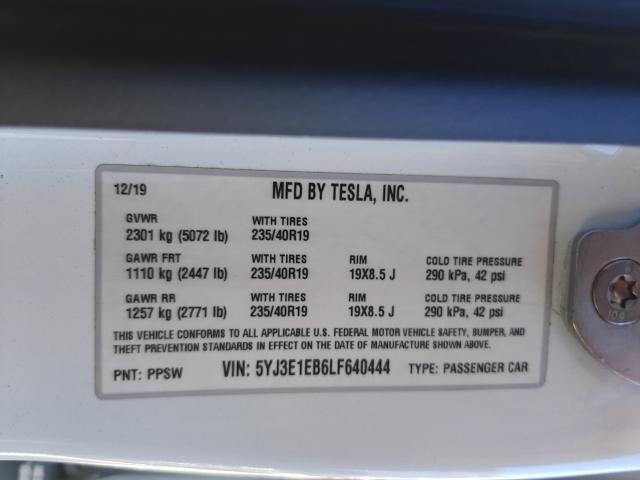 12/19 MFD BY TESLA, INC.
GVWR WITH TIRES
2301 kg (5072 lb) 235/40R19
GAWR FRT WITH TIRES RIM COLD TIRE PRESSURE
1110 kg (2447 lb) 235/40R19 19X8.5 J 290 kPa, 42 psi
GAWR RR WITH TIRES RIM COLD TIRE PRESSURE
1257 kg (2771 lb) 235/40R19 19X8.5 J 290 kPa, 42 psi
THIS VEHICLE CONFORMS TO ALL APPLICABLE U.S. FEDERAL MOTOR VEHICLE SAFETY, BUMPER, AND
THEFT PREVENTION STANDARDS IN EFFECT ON THE DATE OF MANUFACTURE SHOWN ABOVE.
PNT: PPSW VIN: 5YJ3E1EB6LF640444 TYPE: PASSENGER CAR